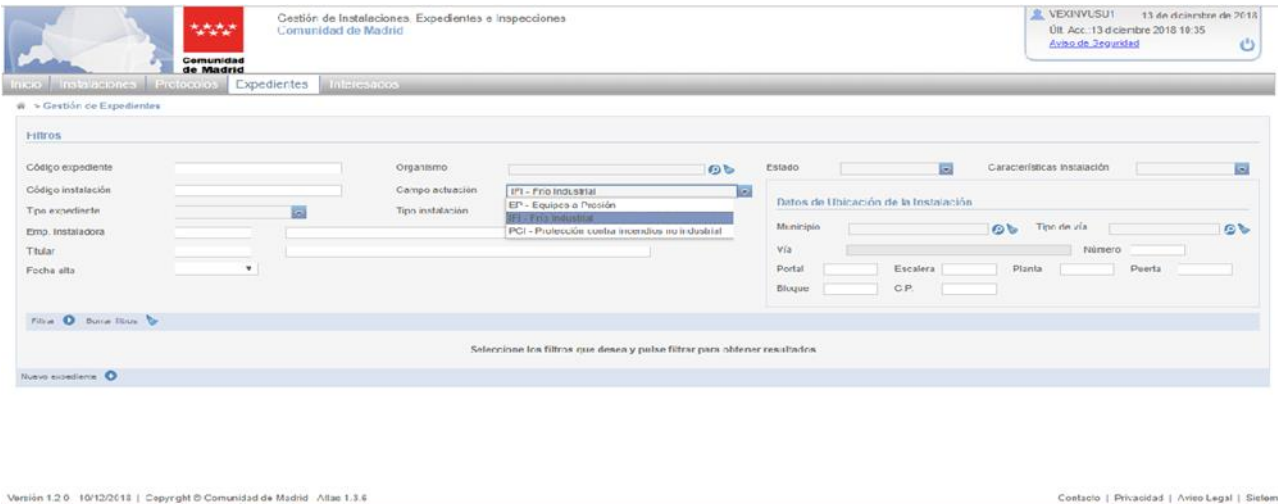 Gestión de Instalaciones, Expedientes e Inspecciones
Comunidad de Madrid
VEXINVUSU1 13 de diciembre de 2018
Últ. Acc.:13 diciembre 2018 10:35
Aviso de Seguridad
Comunidad
de Madrid
Inicio Instalaciones Protocolos Expedientes Interesados
> Gestión de Expedientes
Filtros
Código expediente Organismo Estado Características Instalación
Código instalación Campo actuación IFI - Frío Industrial
EP - Equipos a Presión
Tipo expediente Tipo instalación IFI - Frío Industrial
PCI - Protección contra incendios no industrial
Datos de Ubicación de la Instalación
Emp. Instaladora Municipio Tipo de vía
Titular Vía Número
Fecha alta Portal Escalera Planta Puerta
Bloque C.P.
Filtrar Borrar filtros
Seleccione los filtros que desea y pulse filtrar para obtener resultados
Nuevo expediente
Versión 1.2.0 10/12/2018 | Copyright © Comunidad de Madrid Atlas 1.3.6
Contacto | Privacidad | Aviso Legal |